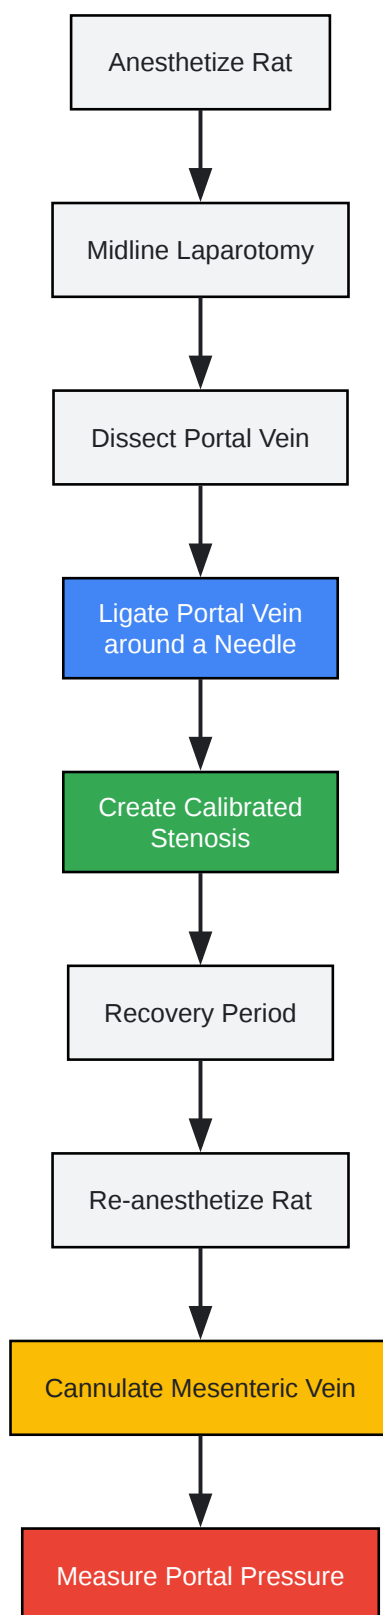 Anesthetize Rat
Midline Laparotomy
Dissect Portal Vein
Ligate Portal Vein
around a Needle
Create Calibrated
Stenosis
Recovery Period
Re-anesthetize Rat
Cannulate Mesenteric Vein
Measure Portal Pressure